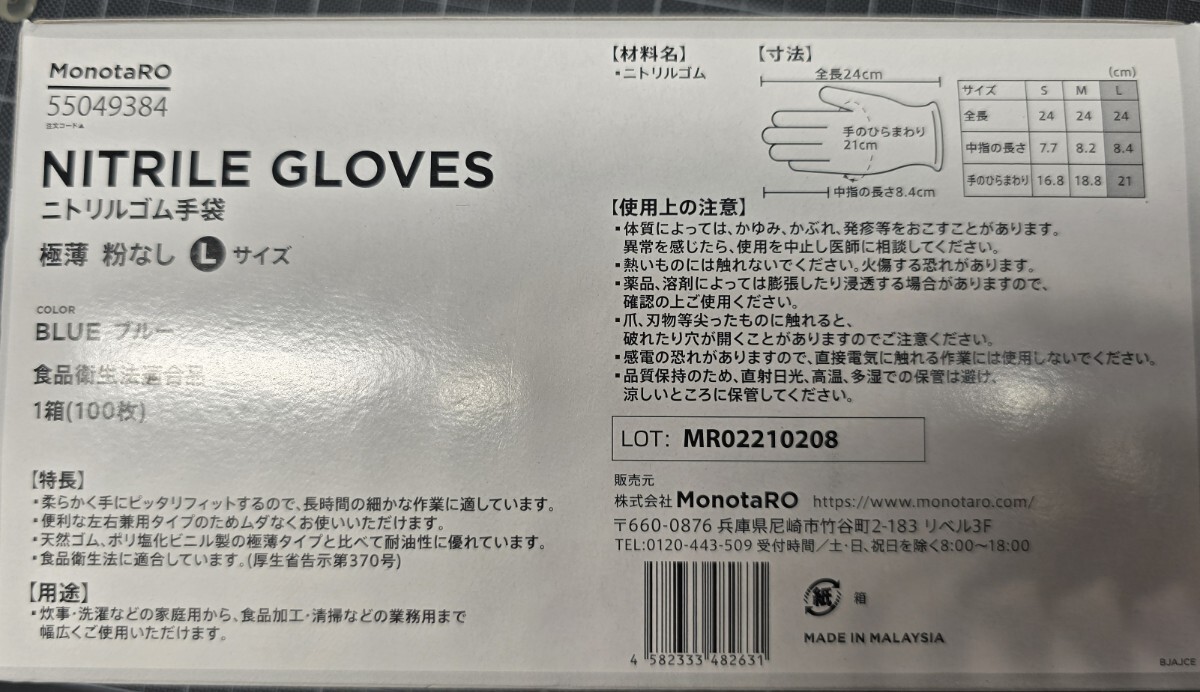 MonotaRO
55049384
注文コード▲
NITRILE GLOVES
ニトリルゴム手袋
極薄 粉なし L サイズ
COLOR
BLUE ブルー
食品衛生法適合品
1箱(100枚)
【特長】
・柔らかく手にピッタリフィットするので、長時間の細かな作業に適しています。
・便利な左右兼用タイプのためムダなくお使いいただけます。
・天然ゴム、ポリ塩化ビニル製の極薄タイプと比べて耐油性に優れています。
・食品衛生法に適合しています。(厚生省告示第370号)
【用途】
・炊事・洗濯などの家庭用から、食品加工・清掃などの業務用まで
幅広くご使用いただけます。
【材料名】
・ニトリルゴム
【寸法】
全長24cm
手のひらまわり
21cm
中指の長さ8.4cm
(cm)
サイズ S M L
全長 24 24 24
中指の長さ 7.7 8.2 8.4
手のひらまわり 16.8 18.8 21
【使用上の注意】
・体質によっては、かゆみ、かぶれ、発疹等をおこすことがあります。
異常を感じたら、使用を中止し医師に相談してください。
・熱いものには触れないでください。火傷する恐れがあります。
・薬品、溶剤によっては膨張したり浸透する場合がありますので、
確認の上ご使用ください。
・爪、刃物等尖ったものに触れると、
破れたり穴が開くことがありますのでご注意ください。
・感電の恐れがありますので、直接電気に触れる作業には使用しないでください。
・品質保持のため、直射日光、高温、多湿での保管は避け、
涼しいところに保管してください。
LOT: MR02210208
販売元
株式会社 MonotaRO https://www.monotaro.com/
〒660-0876 兵庫県尼崎市竹谷町2-183 リベル3F
TEL:0120-443-509 受付時間/土・日、祝日を除く8:00～18:00
4 582333 482631
紙 箱
MADE IN MALAYSIA
BJAJCE